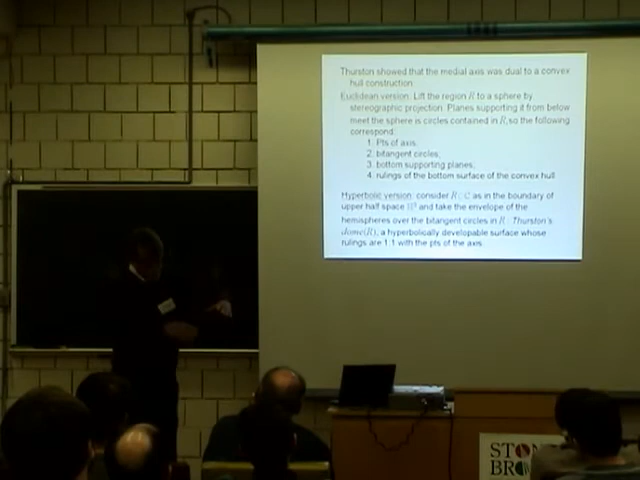 Thurston showed that the medial axis was dual to a convex
hull construction.
Euclidean version: Lift the region R to a sphere by
stereographic projection. Planes supporting it from below
meet the sphere is circles contained in R, so the following
correspond:
1. Pts of axis.
2. bitangent circles,
3. bottom supporting planes,
4. rulings of the bottom surface of the convex hull
Hyperbolic version: consider R ⊂ C as in the boundary of
upper half space and take the envelope of the
hemispheres over the bitangent circles in R: Thurston's
dome(R), a hyperbolically developable surface whose
rulings are 1:1 with the pts of the axis.
STON
BRO